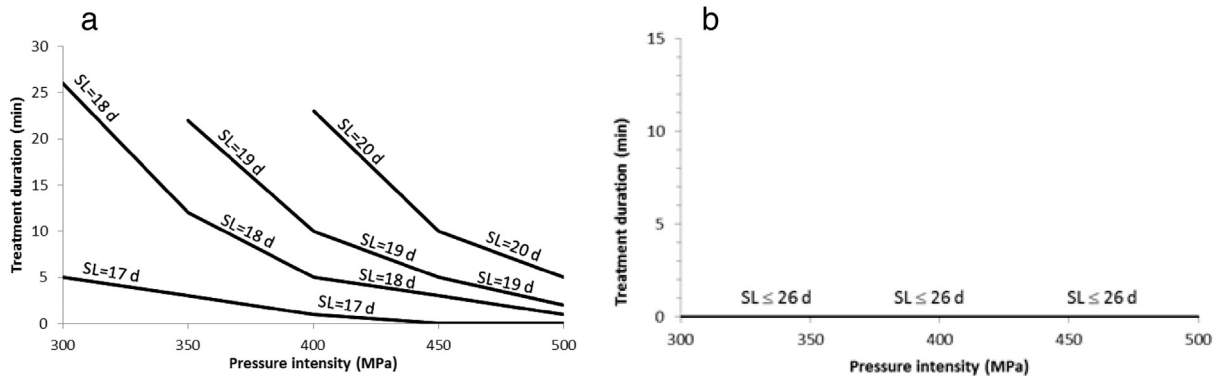 a
30
25
20
15
10
5
0
Treatment duration (min)
SL=18 d
SL=19 d
SL=20 d
SL=18 d
SL=19 d
SL=20 d
SL=17 d
SL=18 d
SL=19 d
SL=17 d
300 350 400 450 500
Pressure intensity (MPa)
b
15
10
5
0
Treatment duration (min)
SL ≤ 26 d SL ≤ 26 d SL ≤ 26 d
300 350 400 450 500
Pressure intensity (MPa)